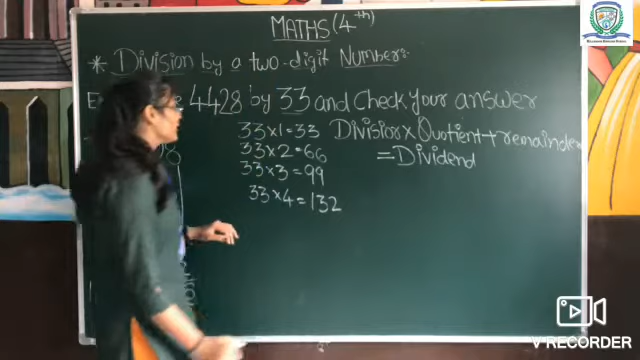 MATHS (4th)
* Division by a two-digit Numbers:
4428 by 33 and Check Your answer
33×1=33
33×2=66
33×3=99
33×4=132
Division × Quotient + remainder
= Dividend
V RECORDER